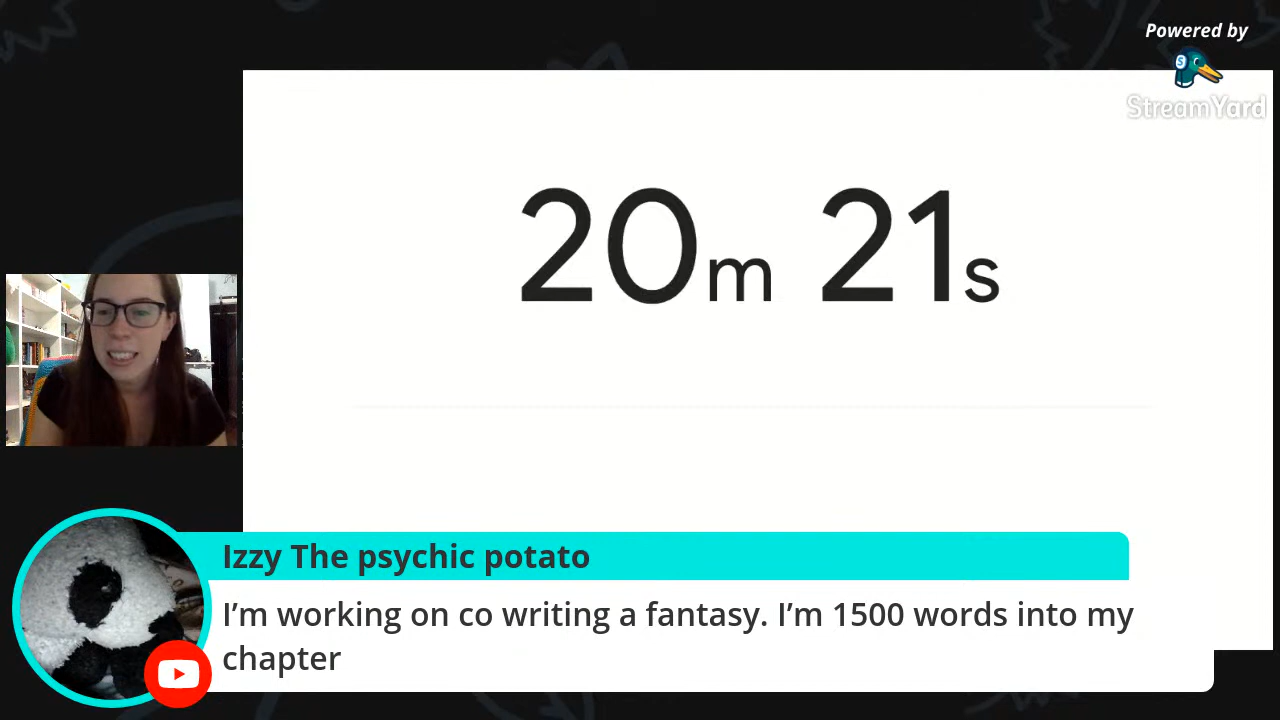 Powered by
StreamYard
20m 21s
Izzy The psychic potato
I’m working on co writing a fantasy. I’m 1500 words into my
chapter